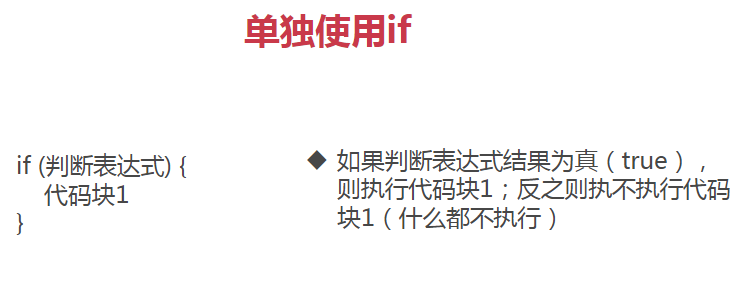 单独使用if
if (判断表达式) {
代码块1
}
◆ 如果判断表达式结果为真（true），
则执行代码块1；反之则执不执行代码
块1（什么都不执行）